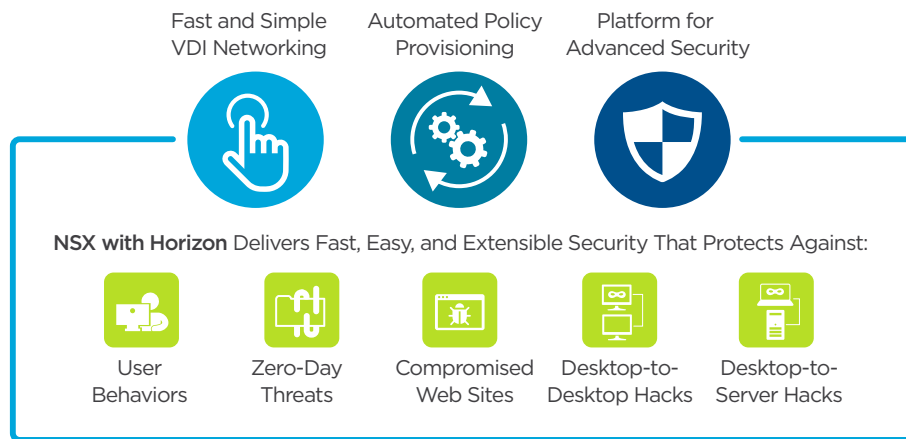 Fast and Simple
VDI Networking
Automated Policy
Provisioning
Platform for
Advanced Security
NSX with Horizon Delivers Fast, Easy, and Extensible Security That Protects Against:
User
Behaviors
Zero-Day
Threats
Compromised
Web Sites
Desktop-to-
Desktop Hacks
Desktop-to-
Server Hacks